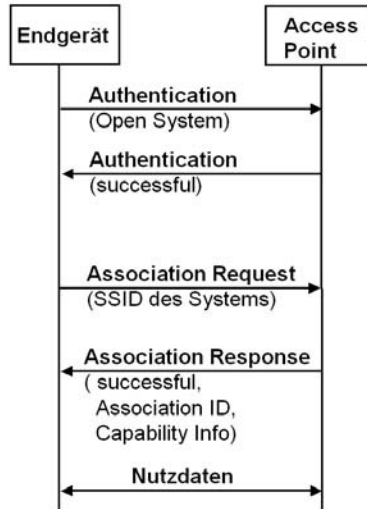 Endgerät
Access
Point
Authentication
(Open System)
Authentication
(successful)
Association Request
(SSID des Systems)
Association Response
( successful,
Association ID,
Capability Info)
Nutzdaten